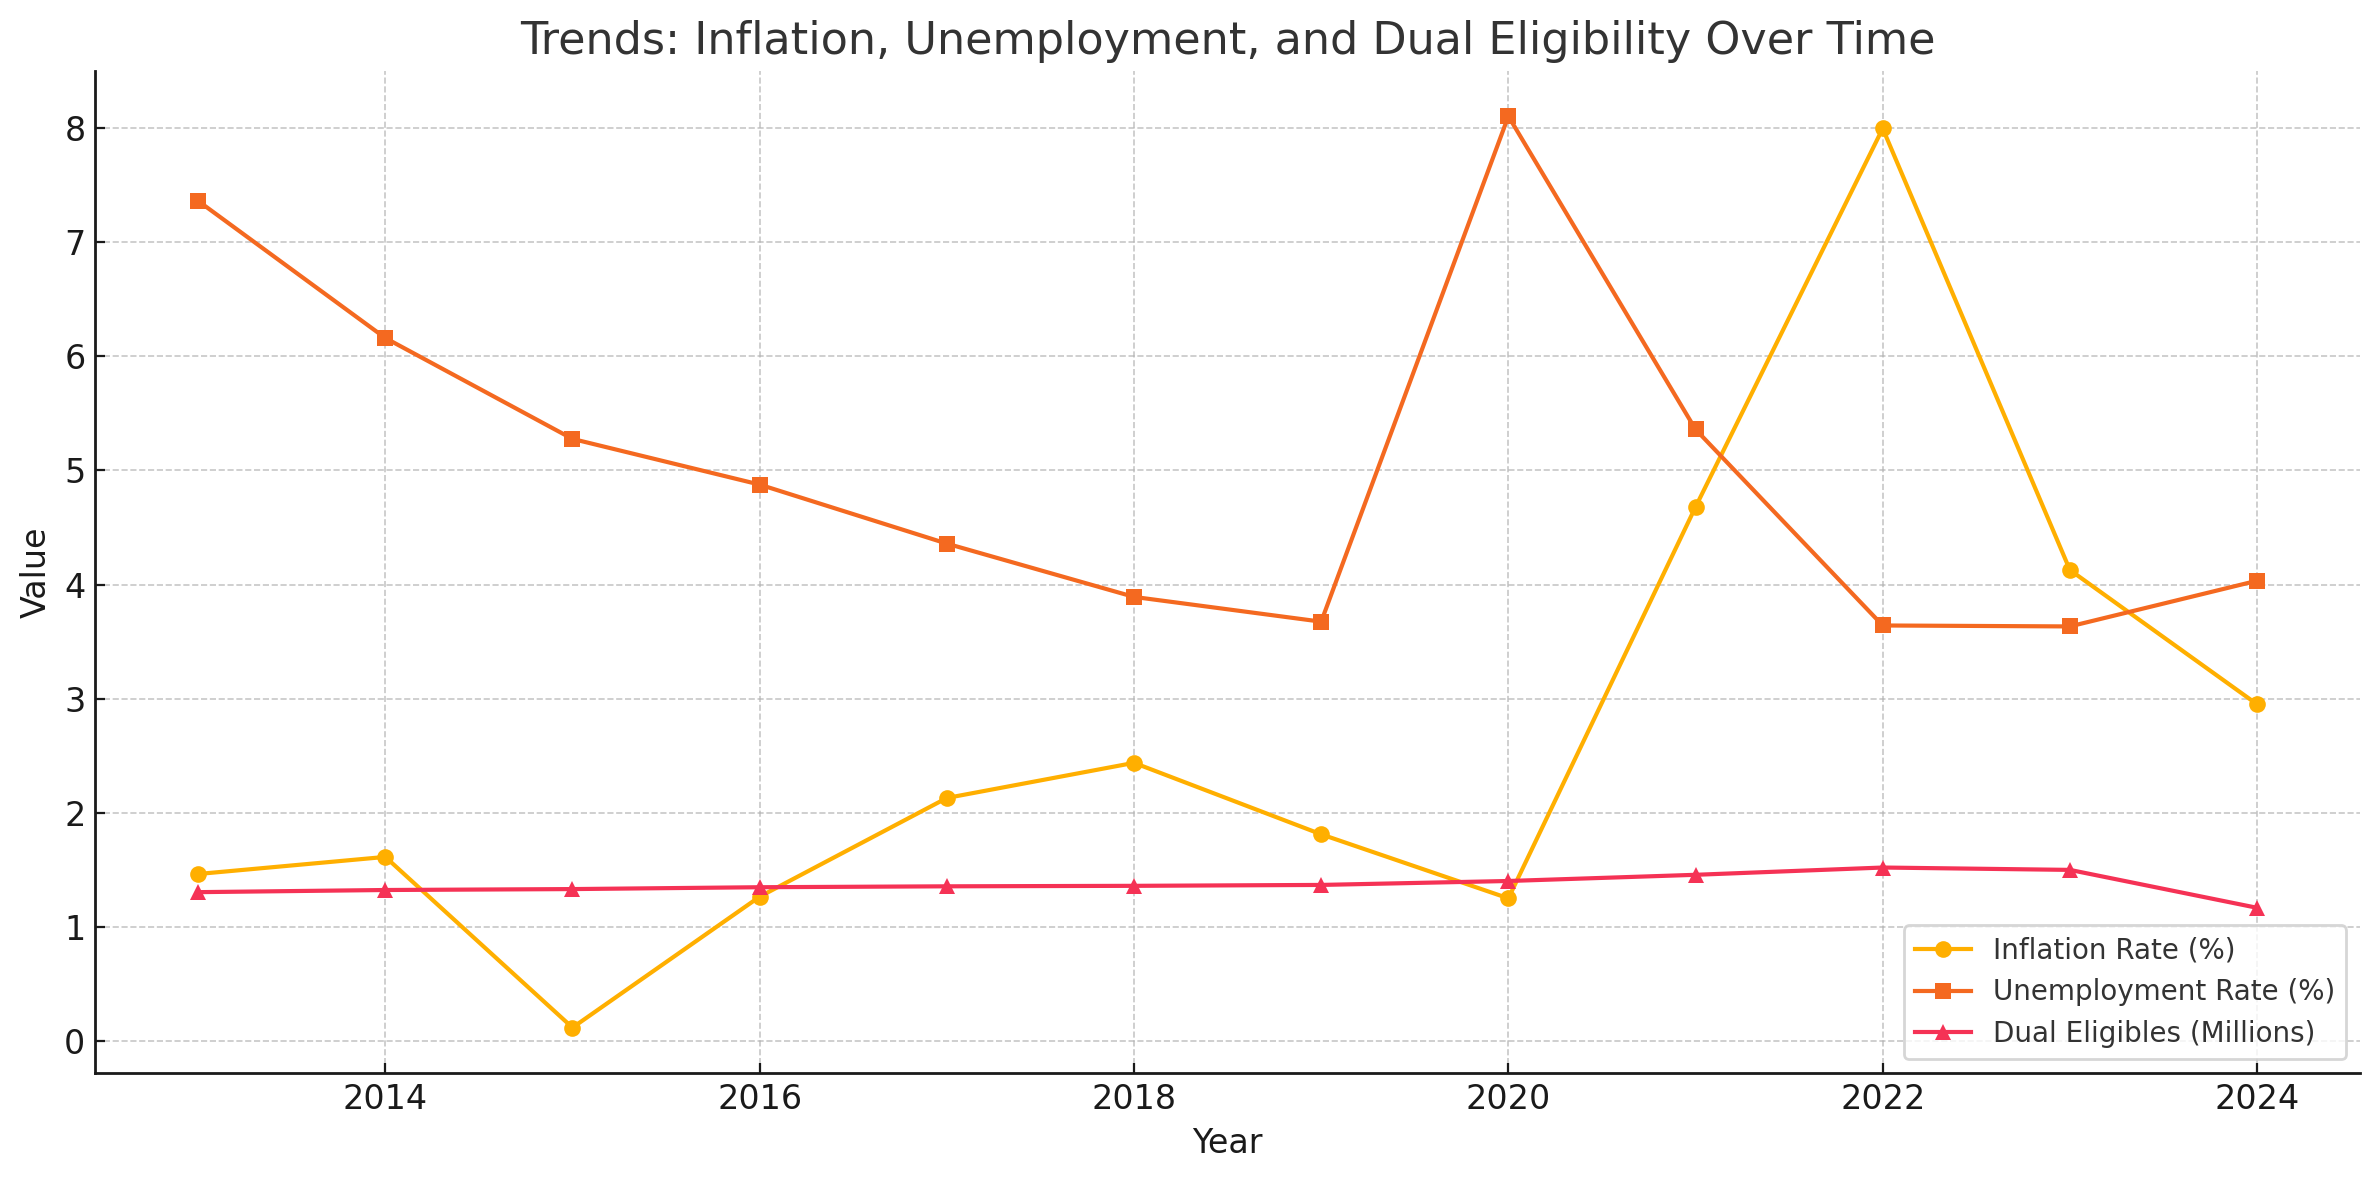 Trends: Inflation, Unemployment, and Dual Eligibility Over Time
Value
8
7
6
5
4
3
2
1
0
2014
2016
2018
2020
2022
2024
Year
Inflation Rate (%)
Unemployment Rate (%)
Dual Eligibles (Millions)